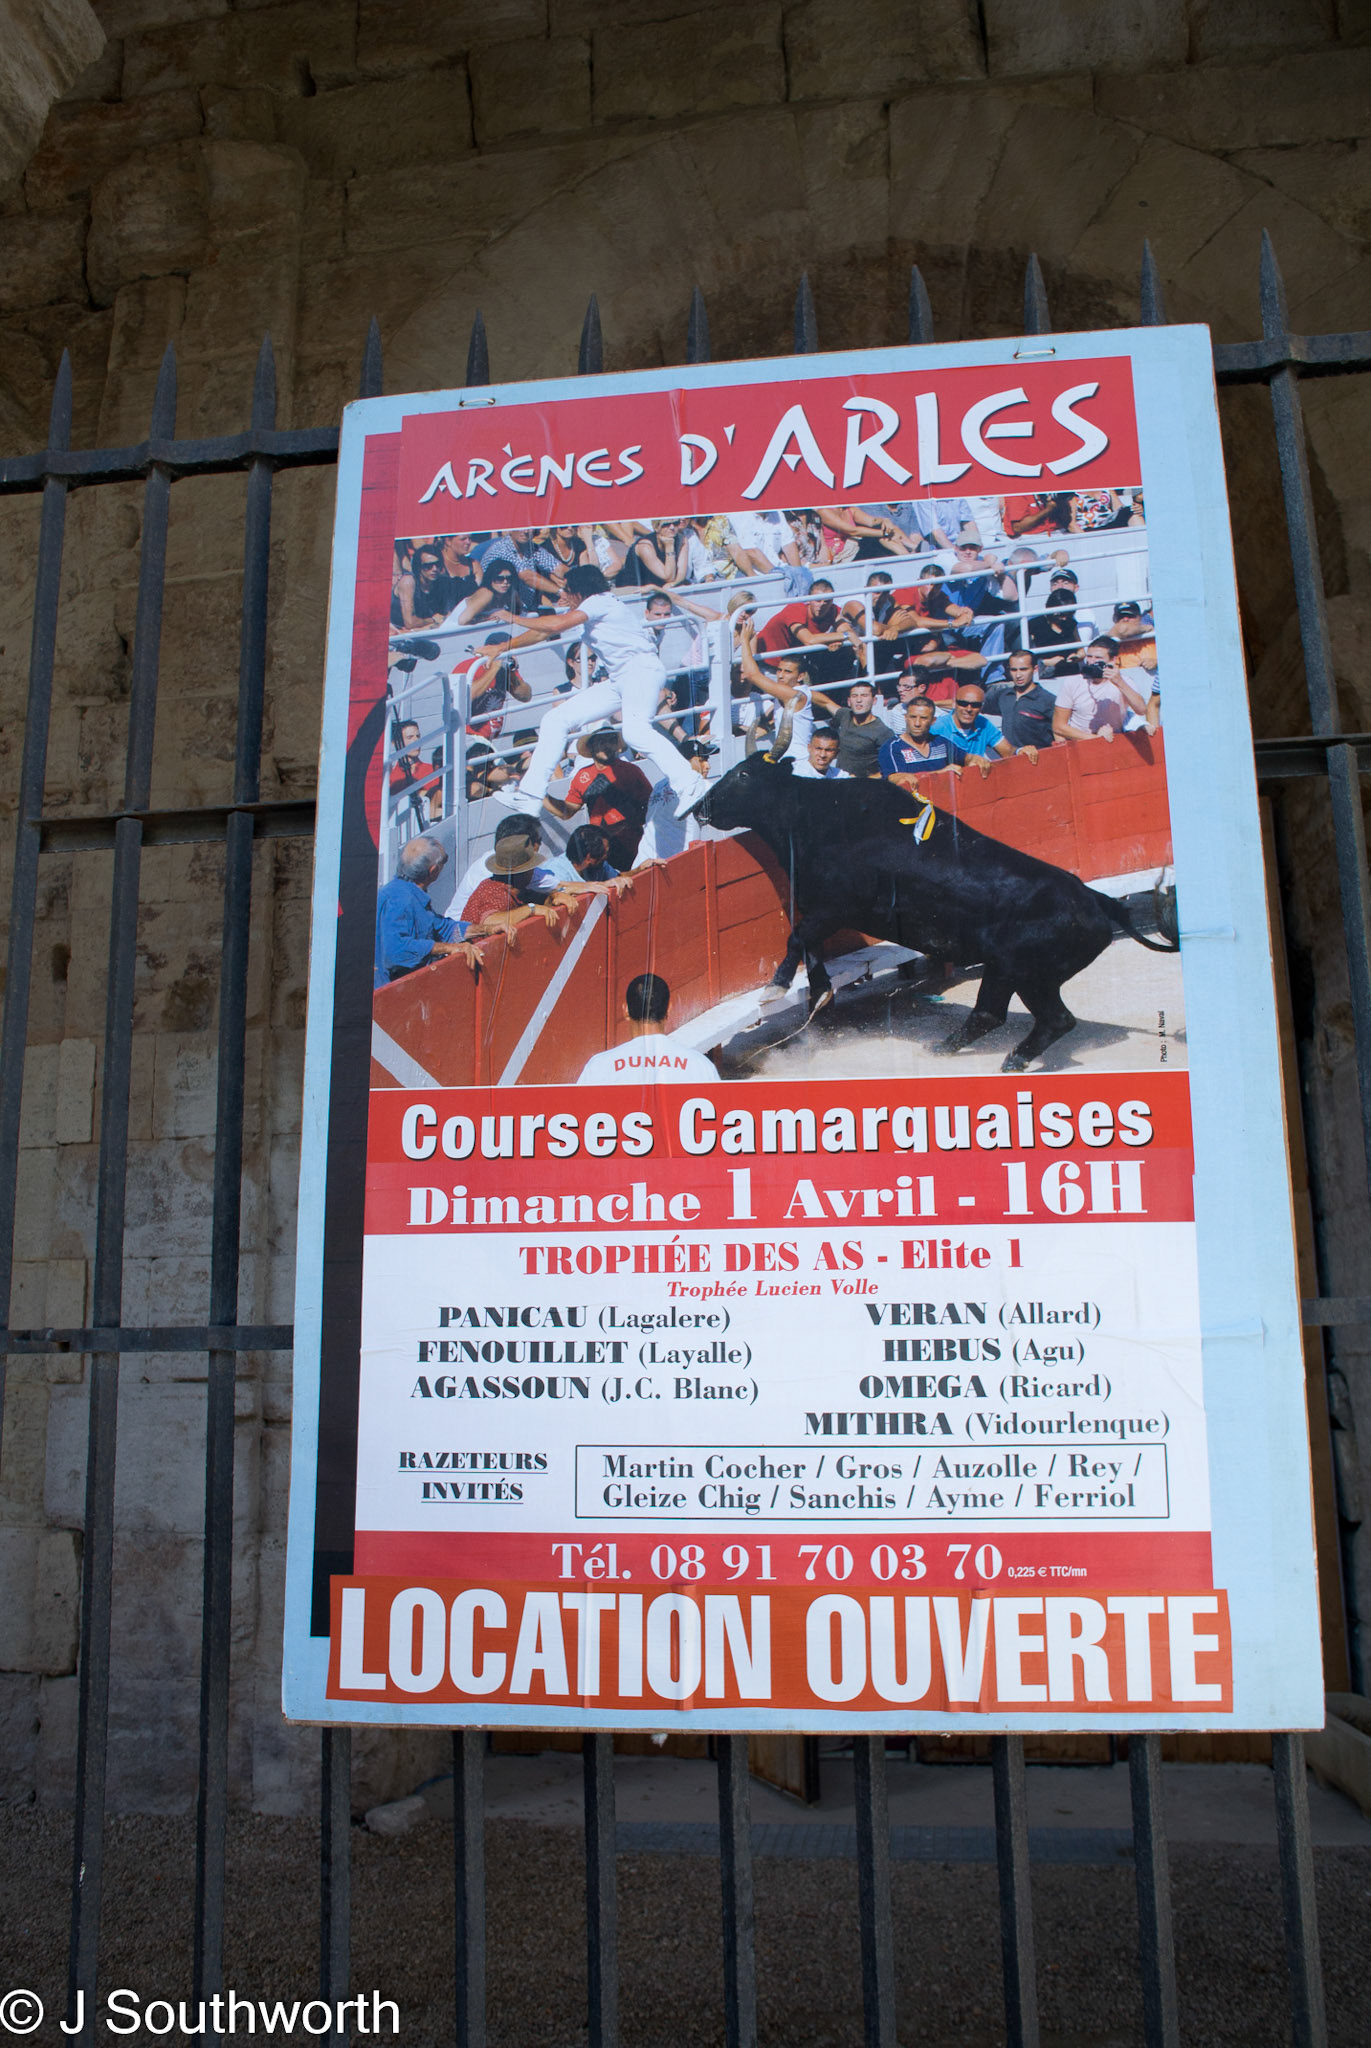 ARÈNES D'ARLES
DUNAN
Photo : M. Naval
Courses Camarguaises
Dimanche 1 Avril - 16H
TROPHÉE DES AS - Elite 1
Trophée Lucien Volle
PANICAU (Lagalere)
FENOUILLET (Layalle)
AGASSOUN (J.C. Blanc)
VERAN (Allard)
HEBUS (Agu)
OMEGA (Ricard)
MITHRA (Vidourlenque)
RAZETEURS
INVITÉS
Martin Cocher / Gros / Auzolle / Rey /
Gleize Chig / Sanchis / Ayme / Ferriol
Tél. 08 91 70 03 70 0,225 € TTC/mn
LOCATION OUVERTE
© J Southworth